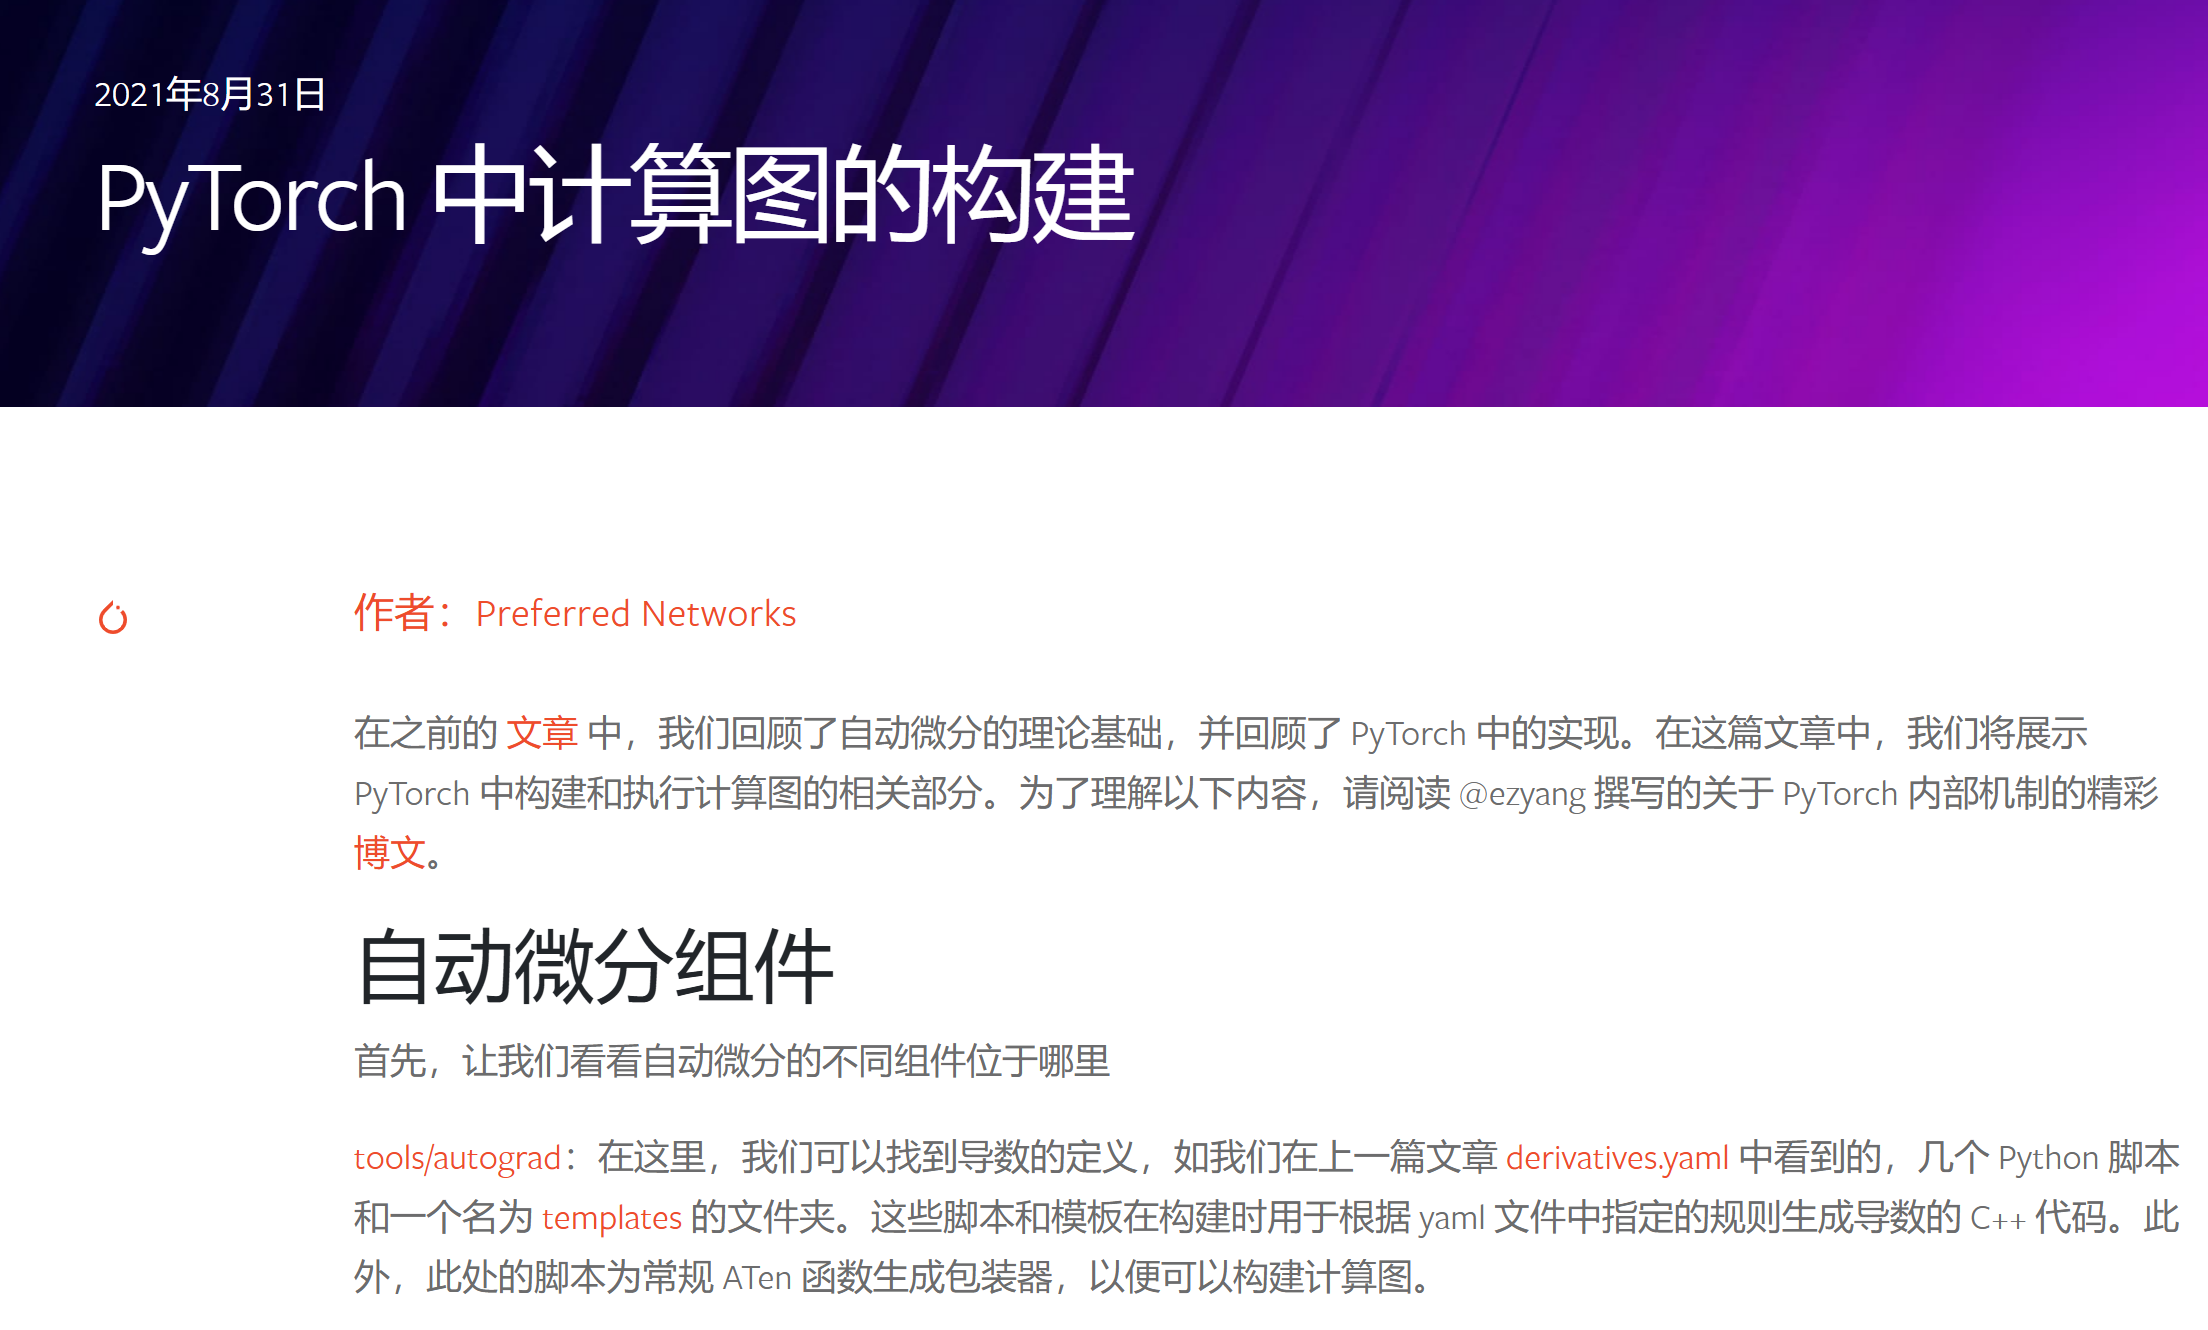 2021年8月31日
PyTorch 中计算图的构建
作者：Preferred Networks
在之前的 文章 中，我们回顾了自动微分的理论基础，并回顾了 PyTorch 中的实现。在这篇文章中，我们将展示
PyTorch 中构建和执行计算图的相关部分。为了理解以下内容，请阅读 @ezyang 撰写的关于 PyTorch 内部机制的精彩
博文。
自动微分组件
首先，让我们看看自动微分的不同组件位于哪里
tools/autograd：在这里，我们可以找到导数的定义，如我们在上一篇文章 derivatives.yaml 中看到的，几个 Python 脚本
和一个名为 templates 的文件夹。这些脚本和模板在构建时用于根据 yaml 文件中指定的规则生成导数的 C++ 代码。此
外，此处的脚本为常规 ATen 函数生成包装器，以便可以构建计算图。